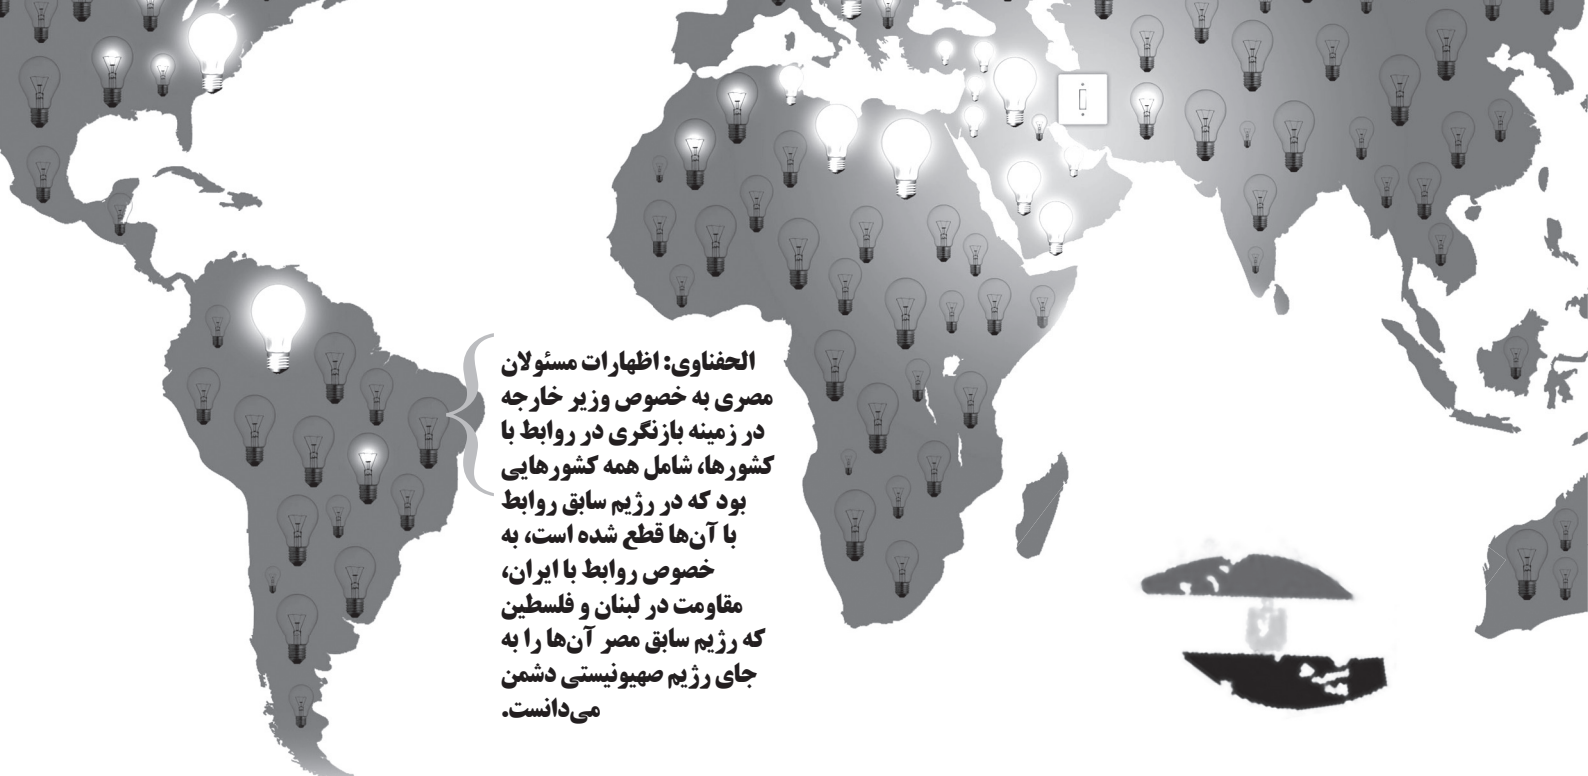 الحفناوی: اظهارات مسئولان
مصری به خصوص وزیر خارجه
در زمینه بازنگری در روابط با
کشورها، شامل همه کشورهایی
بود که در رژیم سابق روابط
با آن‌ها قطع شده است، به
خصوص روابط با ایران،
مقاومت در لبنان و فلسطین
که رژیم سابق مصر آن‌ها را به
جای رژیم صهیونیستی دشمن
می‌دانست.